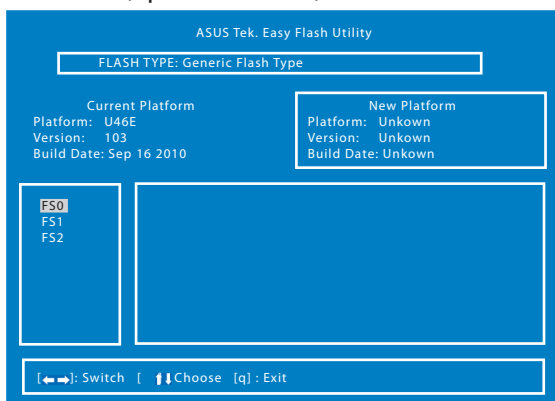 ASUS Tek. Easy Flash Utility
FLASH TYPE: Generic Flash Type
Current Platform
Platform: U46E
Version: 103
Build Date: Sep 16 2010
New Platform
Platform: Unkown
Version: Unkown
Build Date: Unkown
FS0
FS1
FS2
[←→]: Switch [ ↑↓Choose [q] : Exit